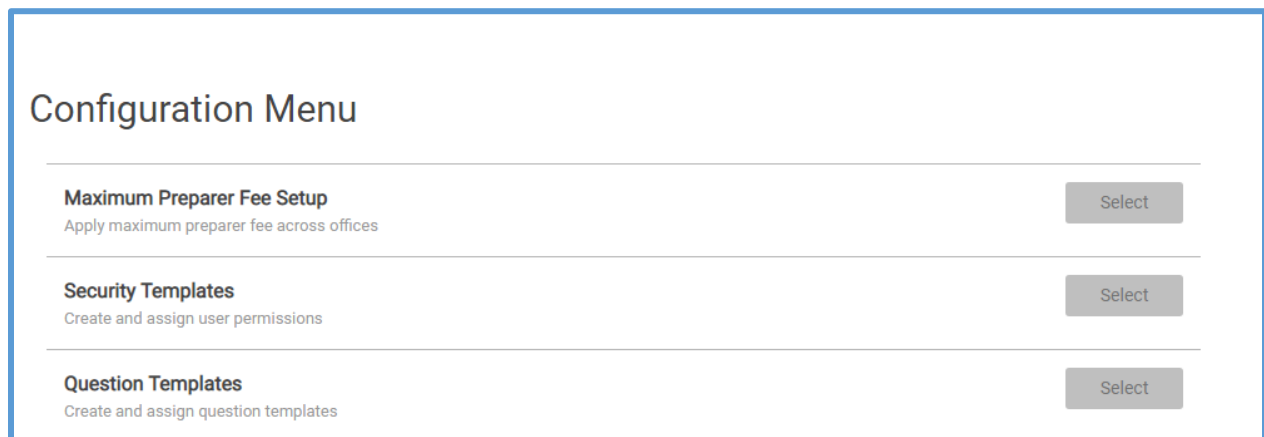 Configuration Menu
Maximum Preparer Fee Setup
Select
Apply maximum preparer fee across offices
Security Templates
Select
Create and assign user permissions
Question Templates
Select
Create and assign question templates